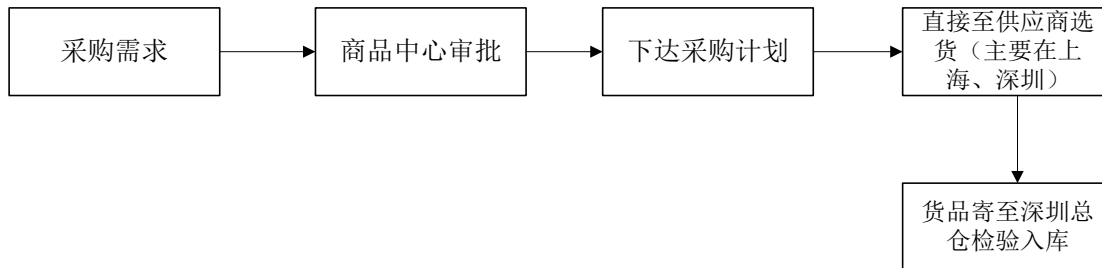 采购需求
商品中心审批
下达采购计划
直接至供应商选
货（主要在上
海、深圳）
货品寄至深圳总
仓检验入库